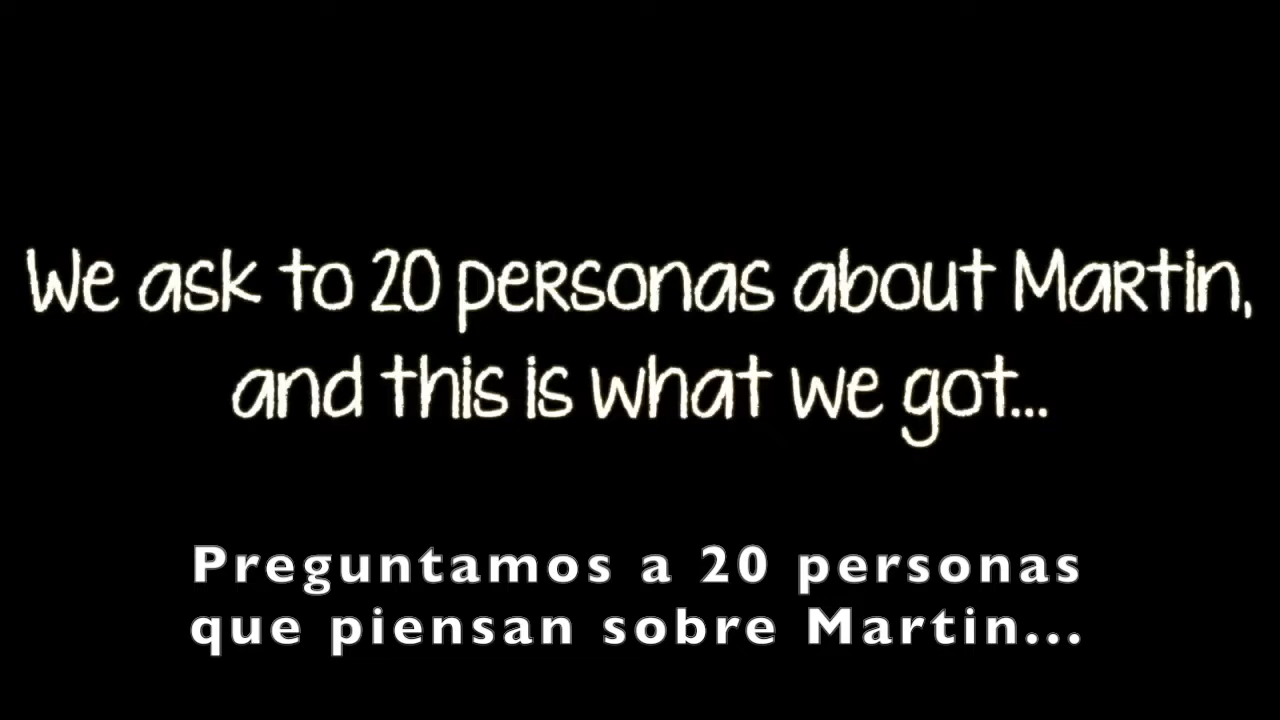 We ask to 20 personas about Martin,
and this is what we got...
Preguntamos a 20 personas
que piensan sobre Martin...